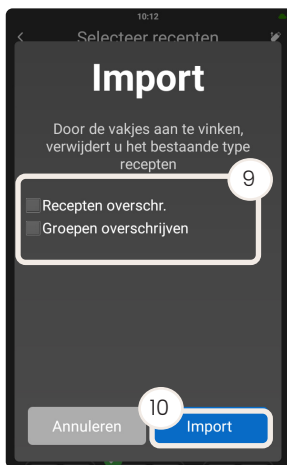 10:12
Selecteer recepten
Import
Door de vakjes aan te vinken,
verwijdert u het bestaande type
recepten
9
Recepten overschr.
Groepen overschrijven
10
Annuleren
Import